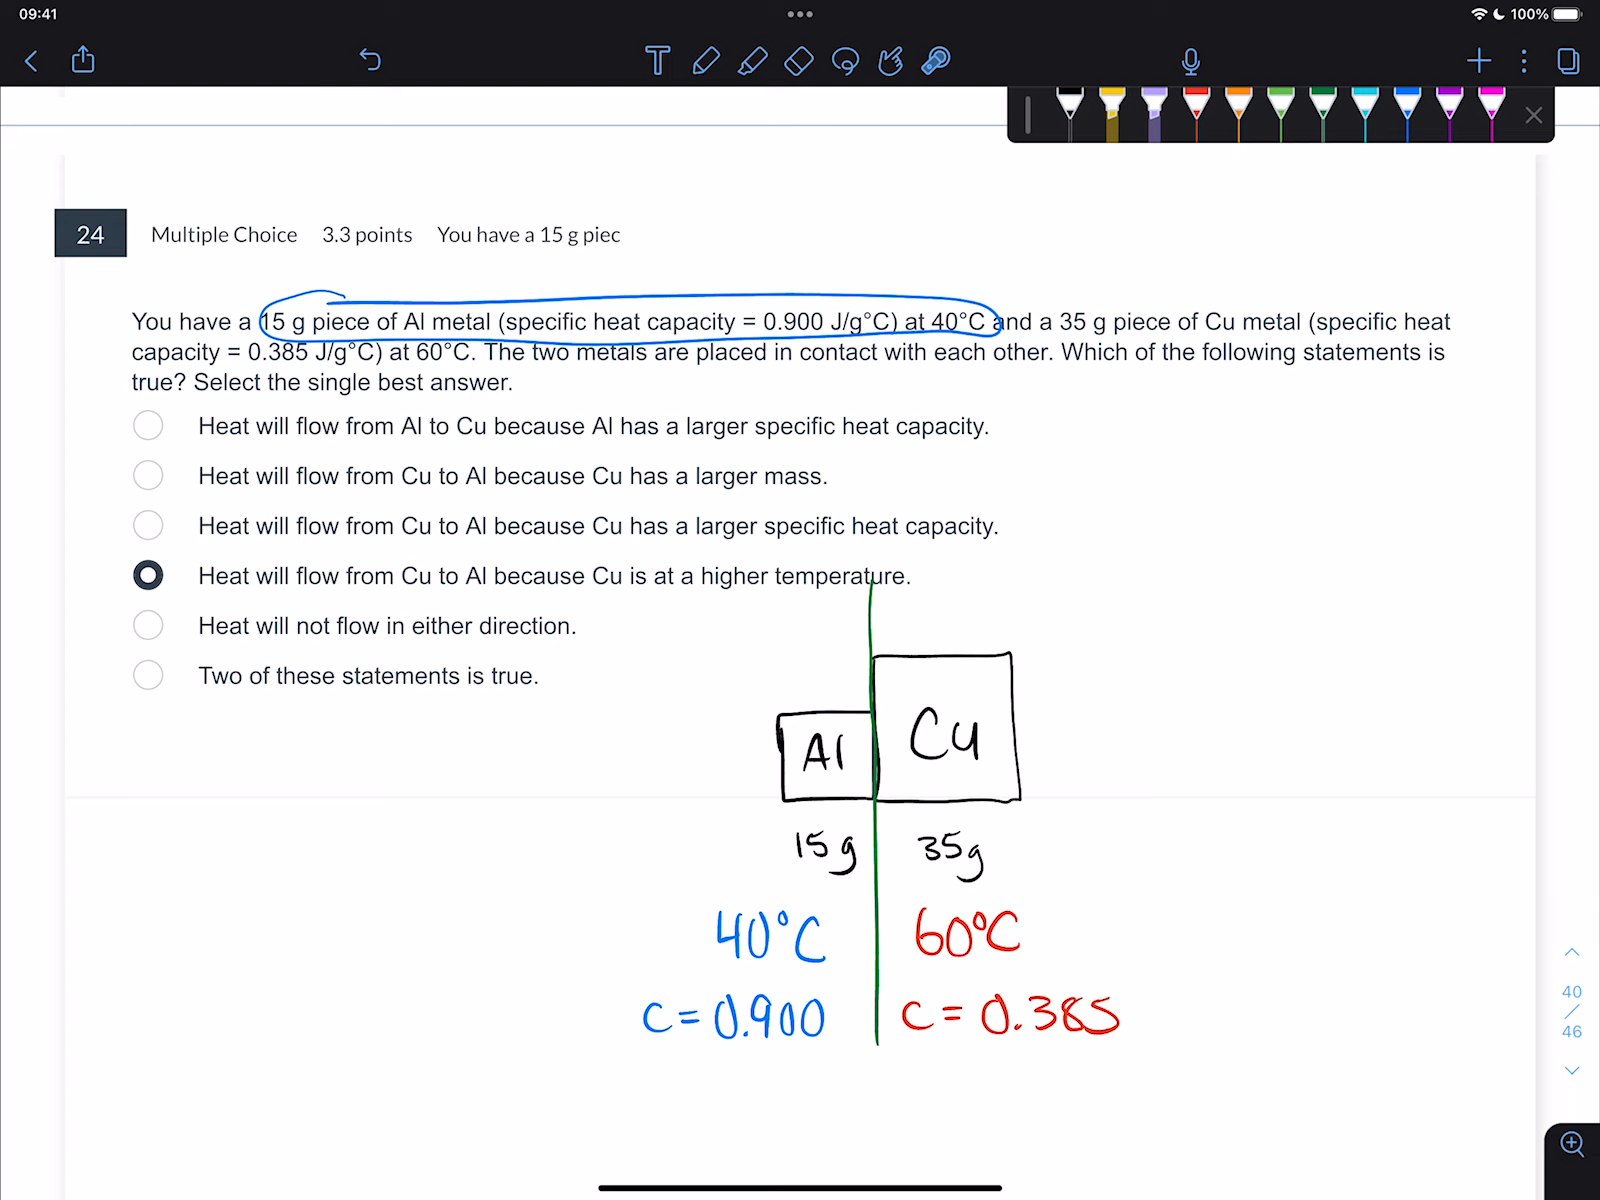 09:41
100%
24 Multiple Choice 3.3 points You have a 15 g piec
You have a 15 g piece of Al metal (specific heat capacity = 0.900 J/g°C) at 40°C and a 35 g piece of Cu metal (specific heat
capacity = 0.385 J/g°C) at 60°C. The two metals are placed in contact with each other. Which of the following statements is
true? Select the single best answer.
Heat will flow from Al to Cu because Al has a larger specific heat capacity.
Heat will flow from Cu to Al because Cu has a larger mass.
Heat will flow from Cu to Al because Cu has a larger specific heat capacity.
Heat will flow from Cu to Al because Cu is at a higher temperature.
Heat will not flow in either direction.
Two of these statements is true.
Al Cu
15g 35g
40°C 60°C
c = 0.900 c = 0.385
40
/
46